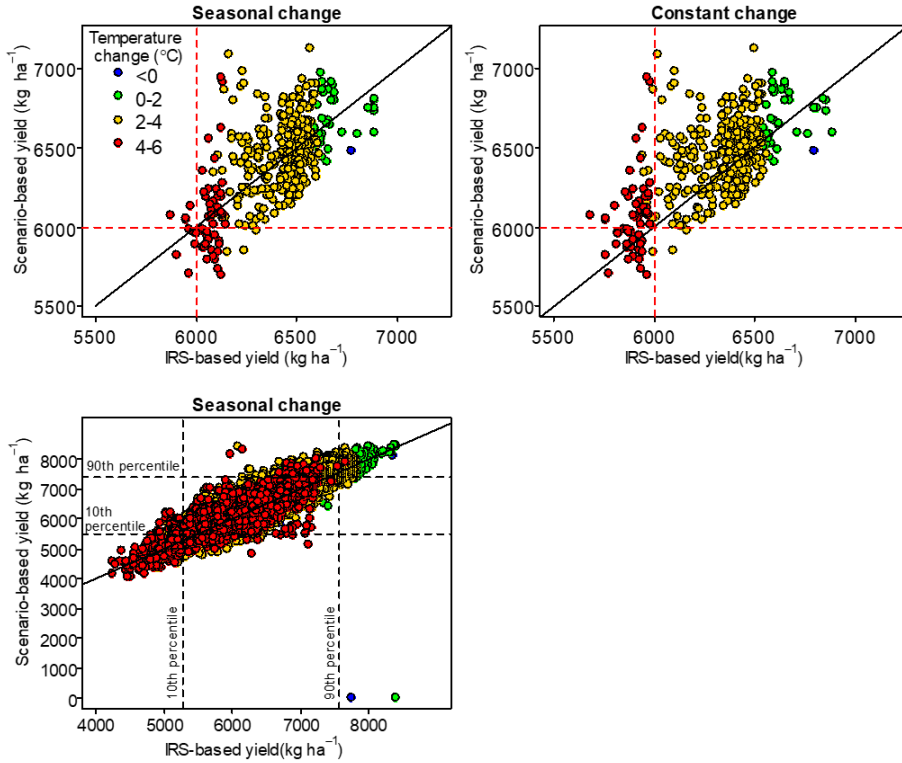 Seasonal change
Scenario-based yield (kg ha⁻¹)
7000
6500
6000
5500
Temperature
change (°C)
<0
0-2
2-4
4-6
5500 6000 6500 7000
IRS-based yield (kg ha⁻¹)
Constant change
Scenario-based yield (kg ha⁻¹)
7000
6500
6000
5500
5500 6000 6500 7000
IRS-based yield(kg ha⁻¹)
Seasonal change
Scenario-based yield (kg ha⁻¹)
8000
7000
6000
5000
4000
3000
2000
1000
0
90th percentile
10th
percentile
10th percentile
90th percentile
4000 5000 6000 7000 8000
IRS-based yield(kg ha⁻¹)